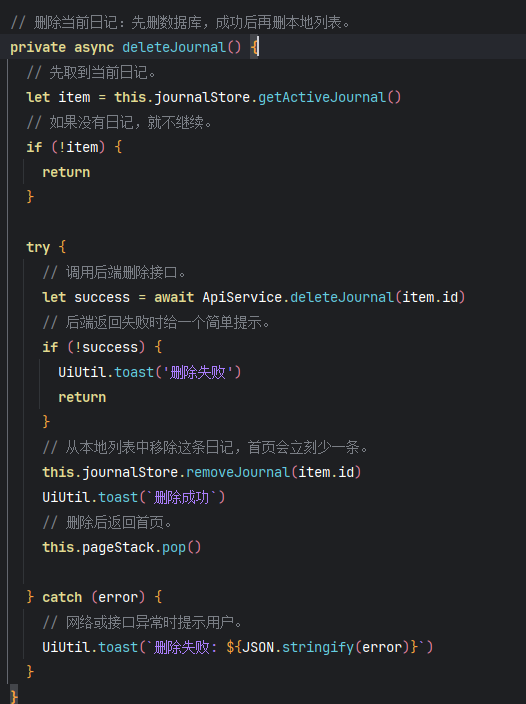 // 删除当前日记：先删数据库，成功后再删本地列表。
private async deleteJournal() {
// 先取到当前日记。
let item = this.journalStore.getActiveJournal()
// 如果没有日记，就不继续。
if (!item) {
return
}
try {
// 调用后端删除接口。
let success = await ApiService.deleteJournal(item.id)
// 后端返回失败时给一个简单提示。
if (!success) {
UiUtil.toast('删除失败')
return
}
// 从本地列表中移除这条日记，首页会立刻少一条。
this.journalStore.removeJournal(item.id)
UiUtil.toast(`删除成功`)
// 删除后返回首页。
this.pageStack.pop()
} catch (error) {
// 网络或接口异常时提示用户。
UiUtil.toast(`删除失败: ${JSON.stringify(error)}`)
}
}